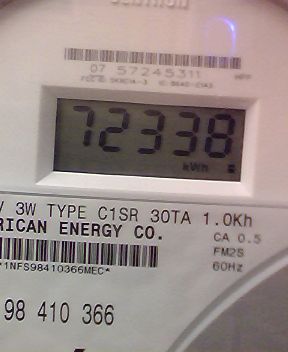 07 57245311
72338
kWh
V 3W TYPE C1SR 30TA 1.0Kh
RICAN ENERGY CO.
CA 0.5
FM2S
60Hz
*1NFS98410366MEC*
98 410 366